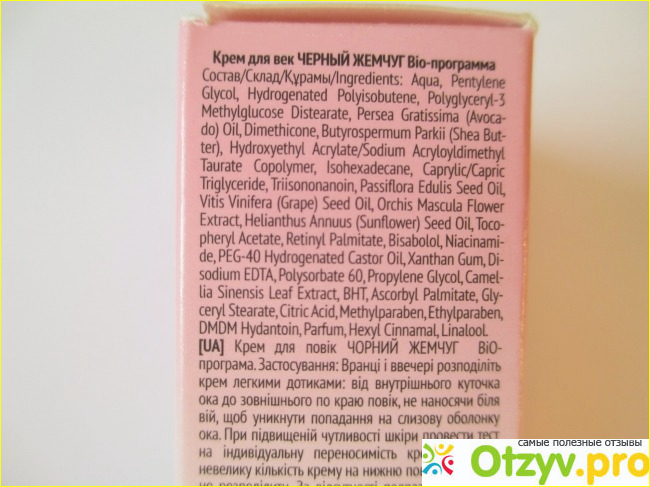 Крем для век ЧЕРНЫЙ ЖЕМЧУГ Bio-программа
Состав/Склад/Құрамы/Ingredients: Aqua, Pentylene
Glycol, Hydrogenated Polyisobutene, Polyglyceryl-3
Methylglucose Distearate, Persea Gratissima (Avoca-
do) Oil, Dimethicone, Butyrospermum Parkii (Shea But-
ter), Hydroxyethyl Acrylate/Sodium Acryloyldimethyl
Taurate Copolymer, Isohexadecane, Caprylic/Capric
Triglyceride, Triisononanoin, Passiflora Edulis Seed Oil,
Vitis Vinifera (Grape) Seed Oil, Orchis Mascula Flower
Extract, Helianthus Annuus (Sunflower) Seed Oil, Toco-
pheryl Acetate, Retinyl Palmitate, Bisabolol, Niacinami-
de, PEG-40 Hydrogenated Castor Oil, Xanthan Gum, Di-
sodium EDTA, Polysorbate 60, Propylene Glycol, Camel-
lia Sinensis Leaf Extract, BHT, Ascorbyl Palmitate, Gly-
ceryl Stearate, Citric Acid, Methylparaben, Ethylparaben,
DMDM Hydantoin, Parfum, Hexyl Cinnamal, Linalool.
[UA] Крем для повік ЧОРНИЙ ЖЕМЧУГ BiO-
програма. Застосування: Вранці і ввечері розподіліть
крем легкими дотиками: від внутрішнього куточка
ока до зовнішнього по краю повік, не наносячи біля
вій, щоб уникнути попадання на слизову оболонку
ока. При підвищеній чутливості шкіри провести тест
на індивідуальну переносимість
невелику кількість крему на нижню
самые полезные отзывы
Otzyv.pro